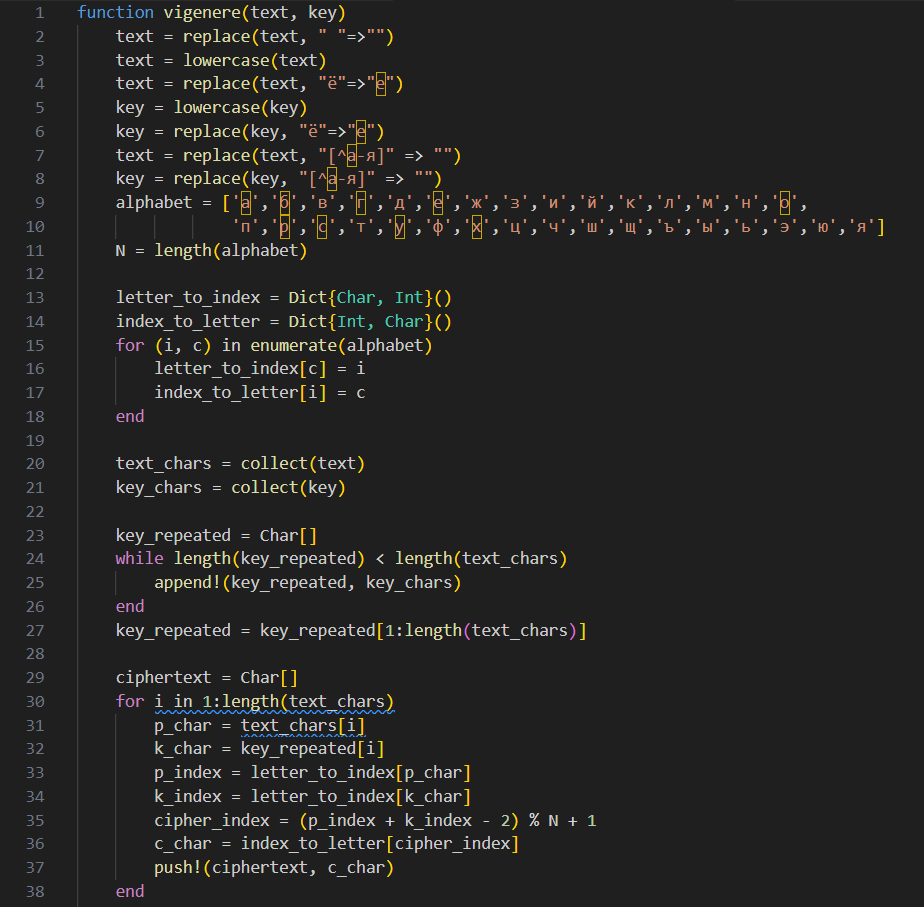 1 function vigenere(text, key)
2 text = replace(text, " "=>"")
3 text = lowercase(text)
4 text = replace(text, "ё"=>"е")
5 key = lowercase(key)
6 key = replace(key, "ё"=>"е")
7 text = replace(text, "[^а-я]" => "")
8 key = replace(key, "[^а-я]" => "")
9 alphabet = ['а','б','в','г','д','е','ж','з','и','й','к','л','м','н','о',
10 'п','р','с','т','у','ф','х','ц','ч','ш','щ','ъ','ы','ь','э','ю','я']
11 N = length(alphabet)
12
13 letter_to_index = Dict{Char, Int}()
14 index_to_letter = Dict{Int, Char}()
15 for (i, c) in enumerate(alphabet)
16 letter_to_index[c] = i
17 index_to_letter[i] = c
18 end
19
20 text_chars = collect(text)
21 key_chars = collect(key)
22
23 key_repeated = Char[]
24 while length(key_repeated) < length(text_chars)
25 append!(key_repeated, key_chars)
26 end
27 key_repeated = key_repeated[1:length(text_chars)]
28
29 ciphertext = Char[]
30 for i in 1:length(text_chars)
31 p_char = text_chars[i]
32 k_char = key_repeated[i]
33 p_index = letter_to_index[p_char]
34 k_index = letter_to_index[k_char]
35 cipher_index = (p_index + k_index - 2) % N + 1
36 c_char = index_to_letter[cipher_index]
37 push!(ciphertext, c_char)
38 end